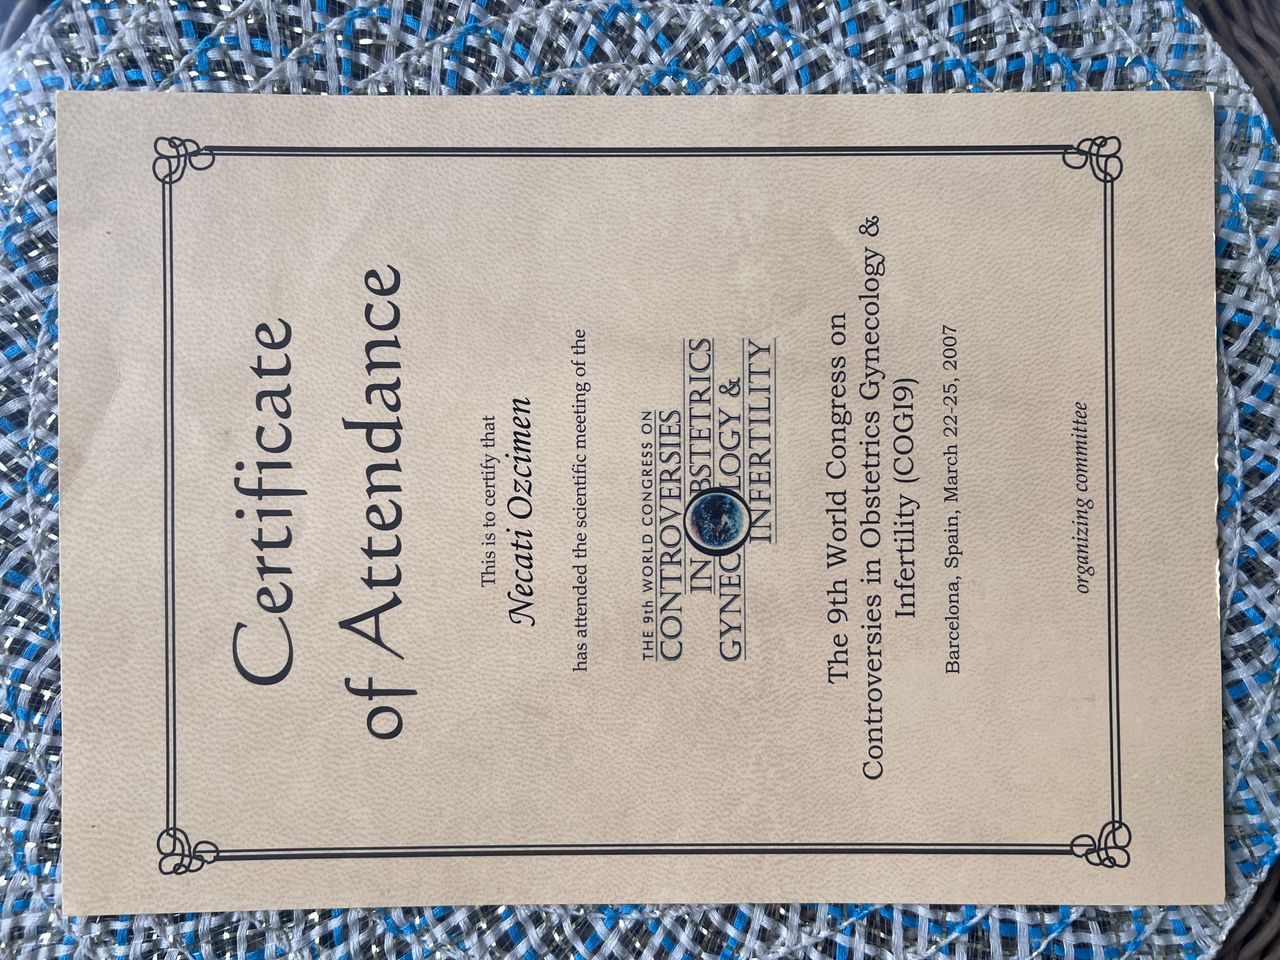 Certificate
of Attendance
This is to certify that
Necati Ozcimen
has attended the scientific meeting of the
THE 9th WORLD CONGRESS ON
CONTROVERSIES
IN OBSTETRICS
GYNECOLOGY &
INFERTILITY
The 9th World Congress on
Controversies in Obstetrics Gynecology &
Infertility (COGI9)
Barcelona, Spain, March 22-25, 2007
organizing committee